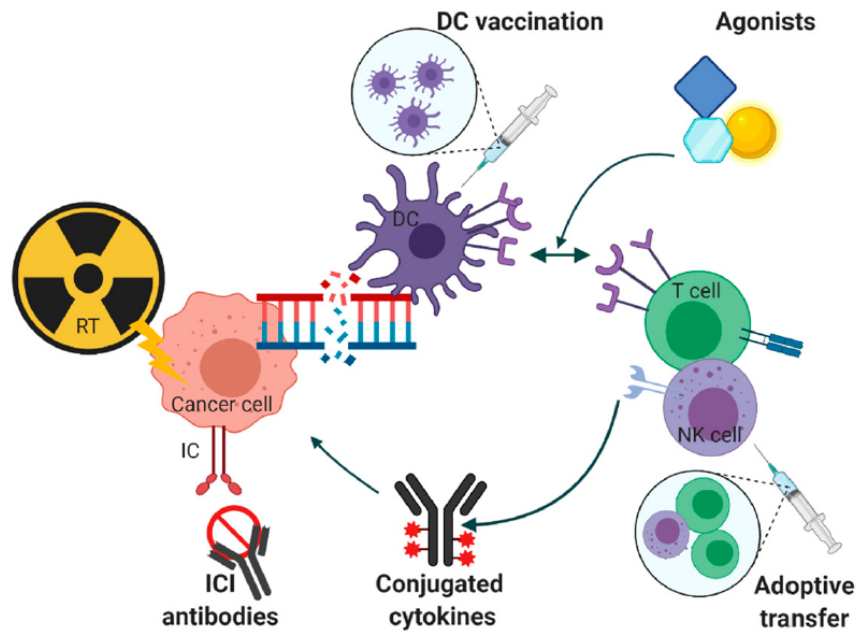 DC vaccination
Agonists
DC
RT
T cell
Cancer cell
NK cell
IC
ICI
antibodies
Conjugated
cytokines
Adoptive
transfer